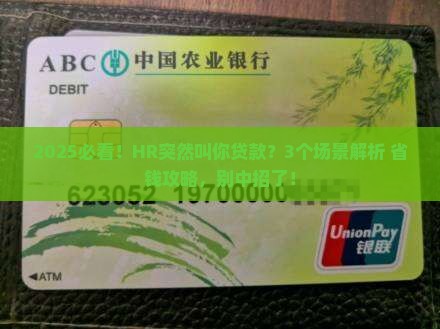 ABC 中国农业银行
DEBIT
2025必看！HR突然叫你贷款？3个场景解析 省
钱攻略，别中招了！
623052 19700000
UnionPay
银联
◀ATM